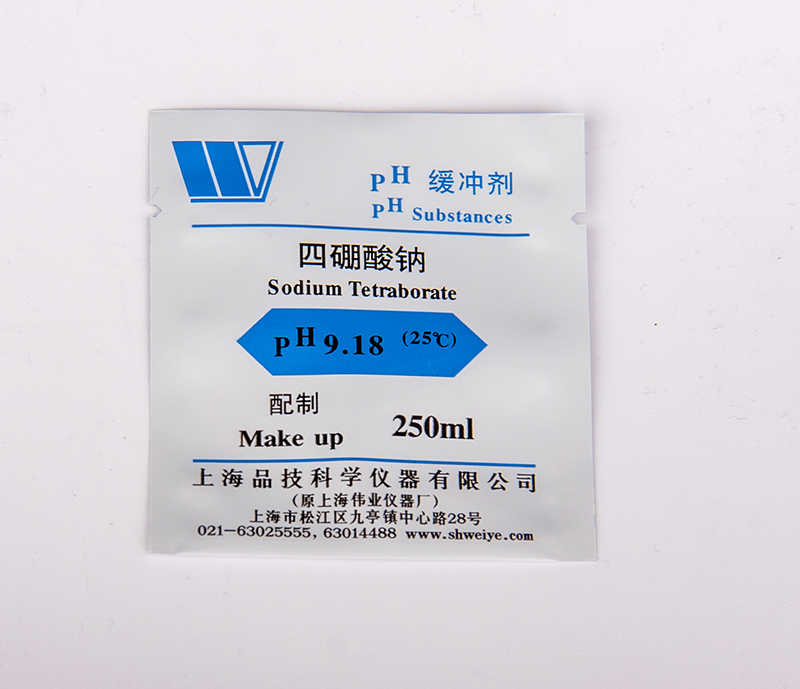 pH 缓冲剂
pH Substances
四硼酸钠
Sodium Tetraborate
pH 9.18 (25℃)
配制
Make up 250ml
上海品技科学仪器有限公司
(原上海伟业仪器厂)
上海市松江区九亭镇中心路28号
021-63025555, 63014488 www.shweiye.com